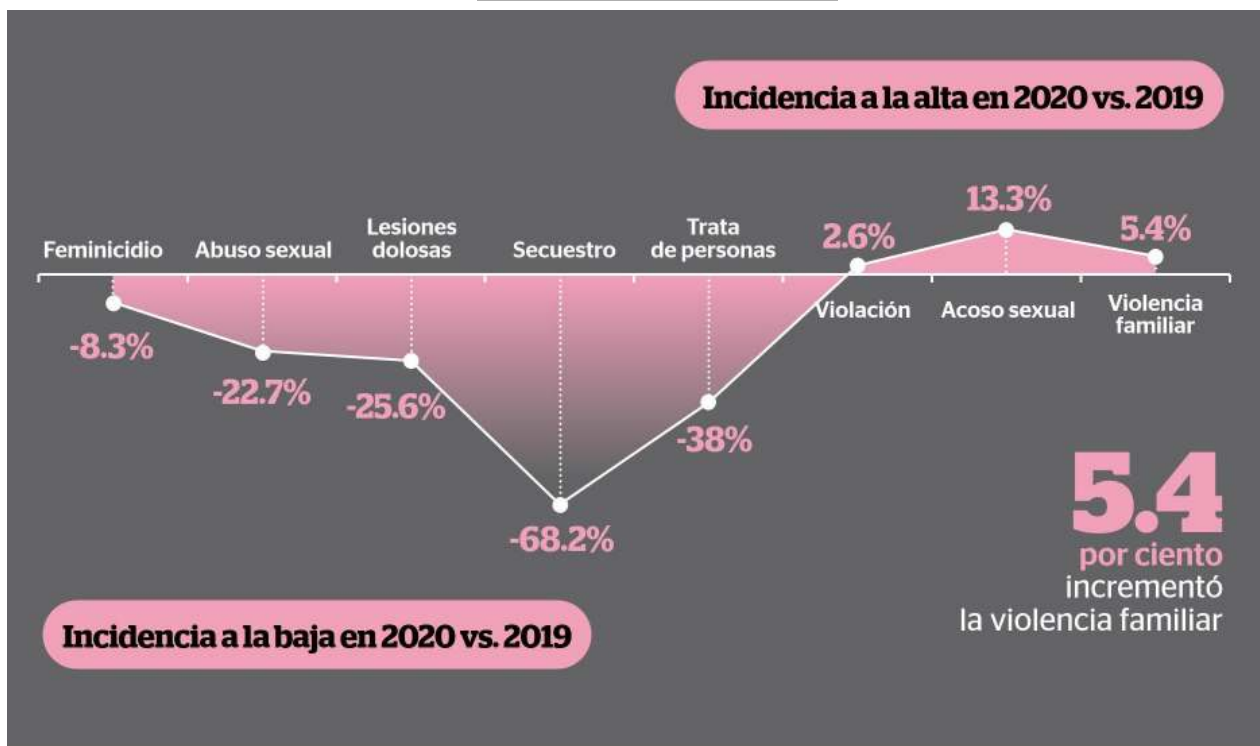 Incidencia a la alta en 2020 vs. 2019
Feminicidio
Abuso sexual
Lesiones
dolosas
Secuestro
Trata
de personas
2.6%
13.3%
5.4%
Violación
Acoso sexual
Violencia
familiar
-8.3%
-22.7%
-25.6%
-68.2%
-38%
5.4
por ciento
incrementó
la violencia familiar
Incidencia a la baja en 2020 vs. 2019